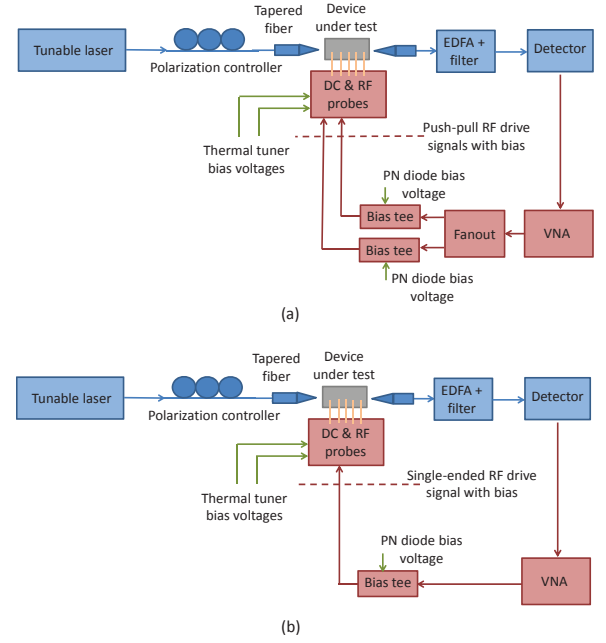 Tapered
fiber
Device
under test
Tunable laser
Polarization controller
EDFA +
filter
Detector
DC & RF
probes
Thermal tuner
bias voltages
Push-pull RF drive
signals with bias
PN diode bias
voltage
Bias tee
Bias tee
Fanout
VNA
PN diode bias
voltage
(a)
Tapered
fiber
Device
under test
Tunable laser
Polarization controller
EDFA +
filter
Detector
DC & RF
probes
Thermal tuner
bias voltages
Single-ended RF drive
signal with bias
PN diode bias
voltage
Bias tee
VNA
(b)